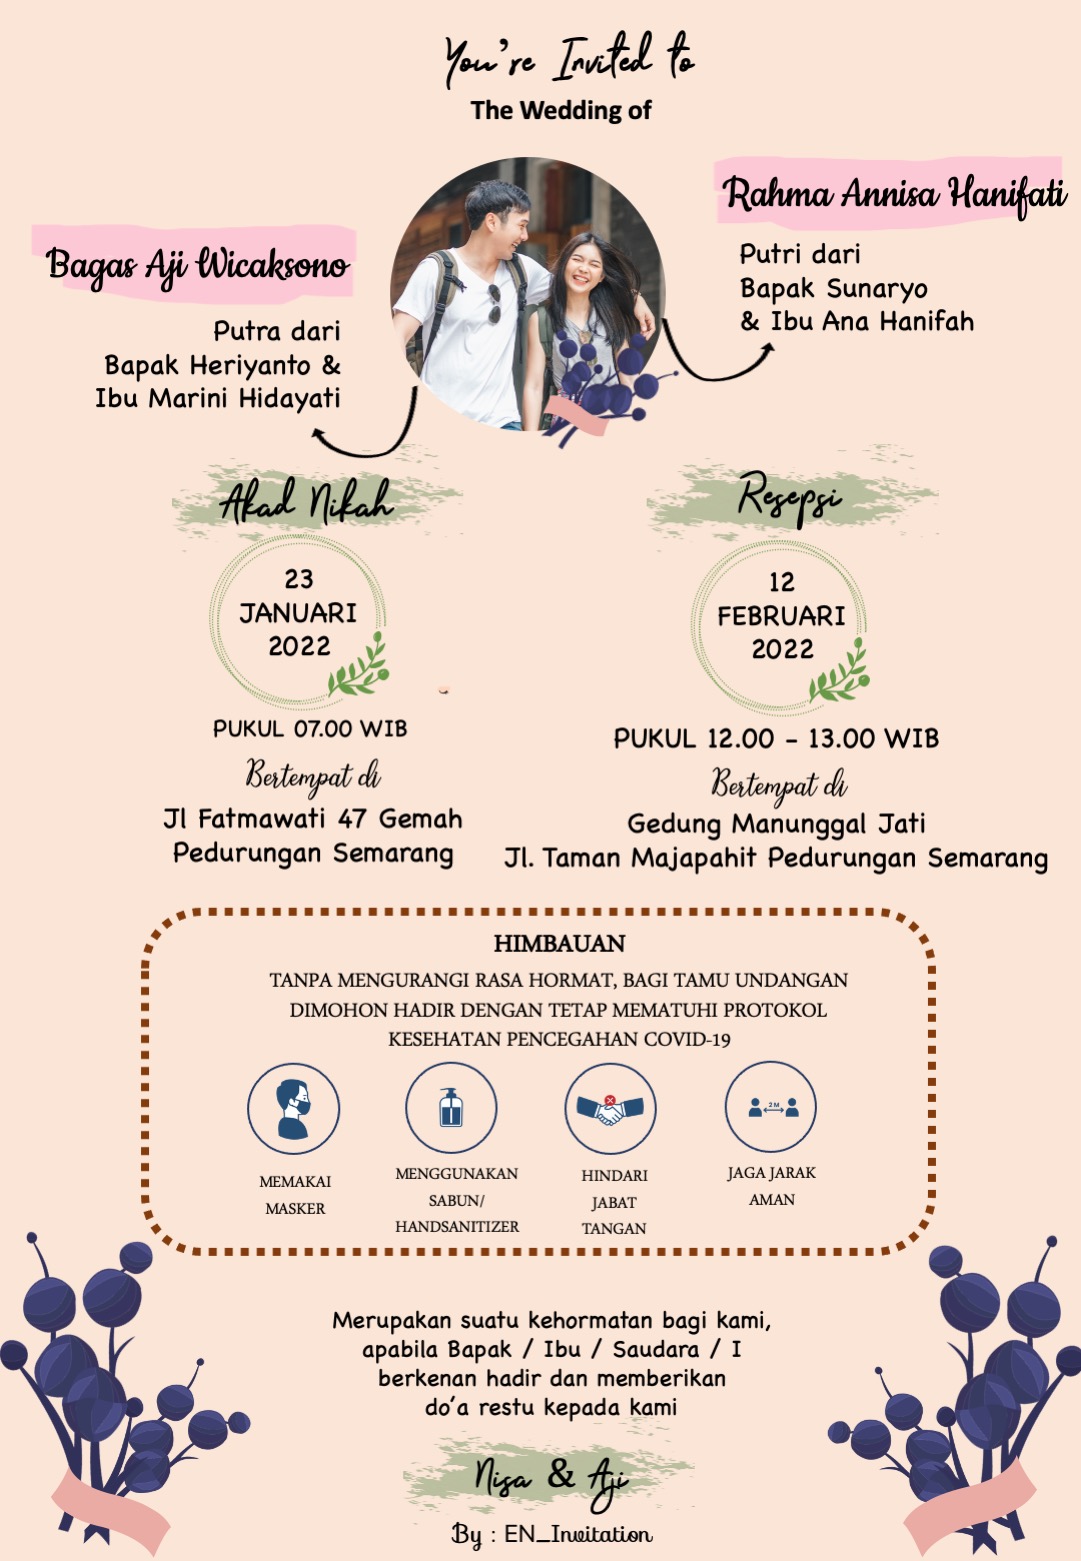 You're Invited to
The Wedding of
Bagas Aji Wicaksono
Putra dari
Bapak Heriyanto &
Ibu Marini Hidayati
Rahma Annisa Hanifati
Putri dari
Bapak Sunaryo
& Ibu Ana Hanifah
Akad Nikah
23
JANUARI
2022
PUKUL 07.00 WIB
Bertempat di
Jl Fatmawati 47 Gemah
Pedurungan Semarang
Resepsi
12
FEBRUARI
2022
PUKUL 12.00 - 13.00 WIB
Bertempat di
Gedung Manunggal Jati
Jl. Taman Majapahit Pedurungan Semarang
HIMBAUAN
TANPA MENGURANGI RASA HORMAT, BAGI TAMU UNDANGAN
DIMOHON HADIR DENGAN TETAP MEMATUHI PROTOKOL
KESEHATAN PENCEGAHAN COVID-19
MEMAKAI
MASKER
MENGGUNAKAN
SABUN/
HANDSANITIZER
HINDARI
JABAT
TANGAN
2 M
JAGA JARAK
AMAN
Merupakan suatu kehormatan bagi kami,
apabila Bapak / Ibu / Saudara / I
berkenan hadir dan memberikan
do'a restu kepada kami
Nisa & Aji
By : EN_Invitation